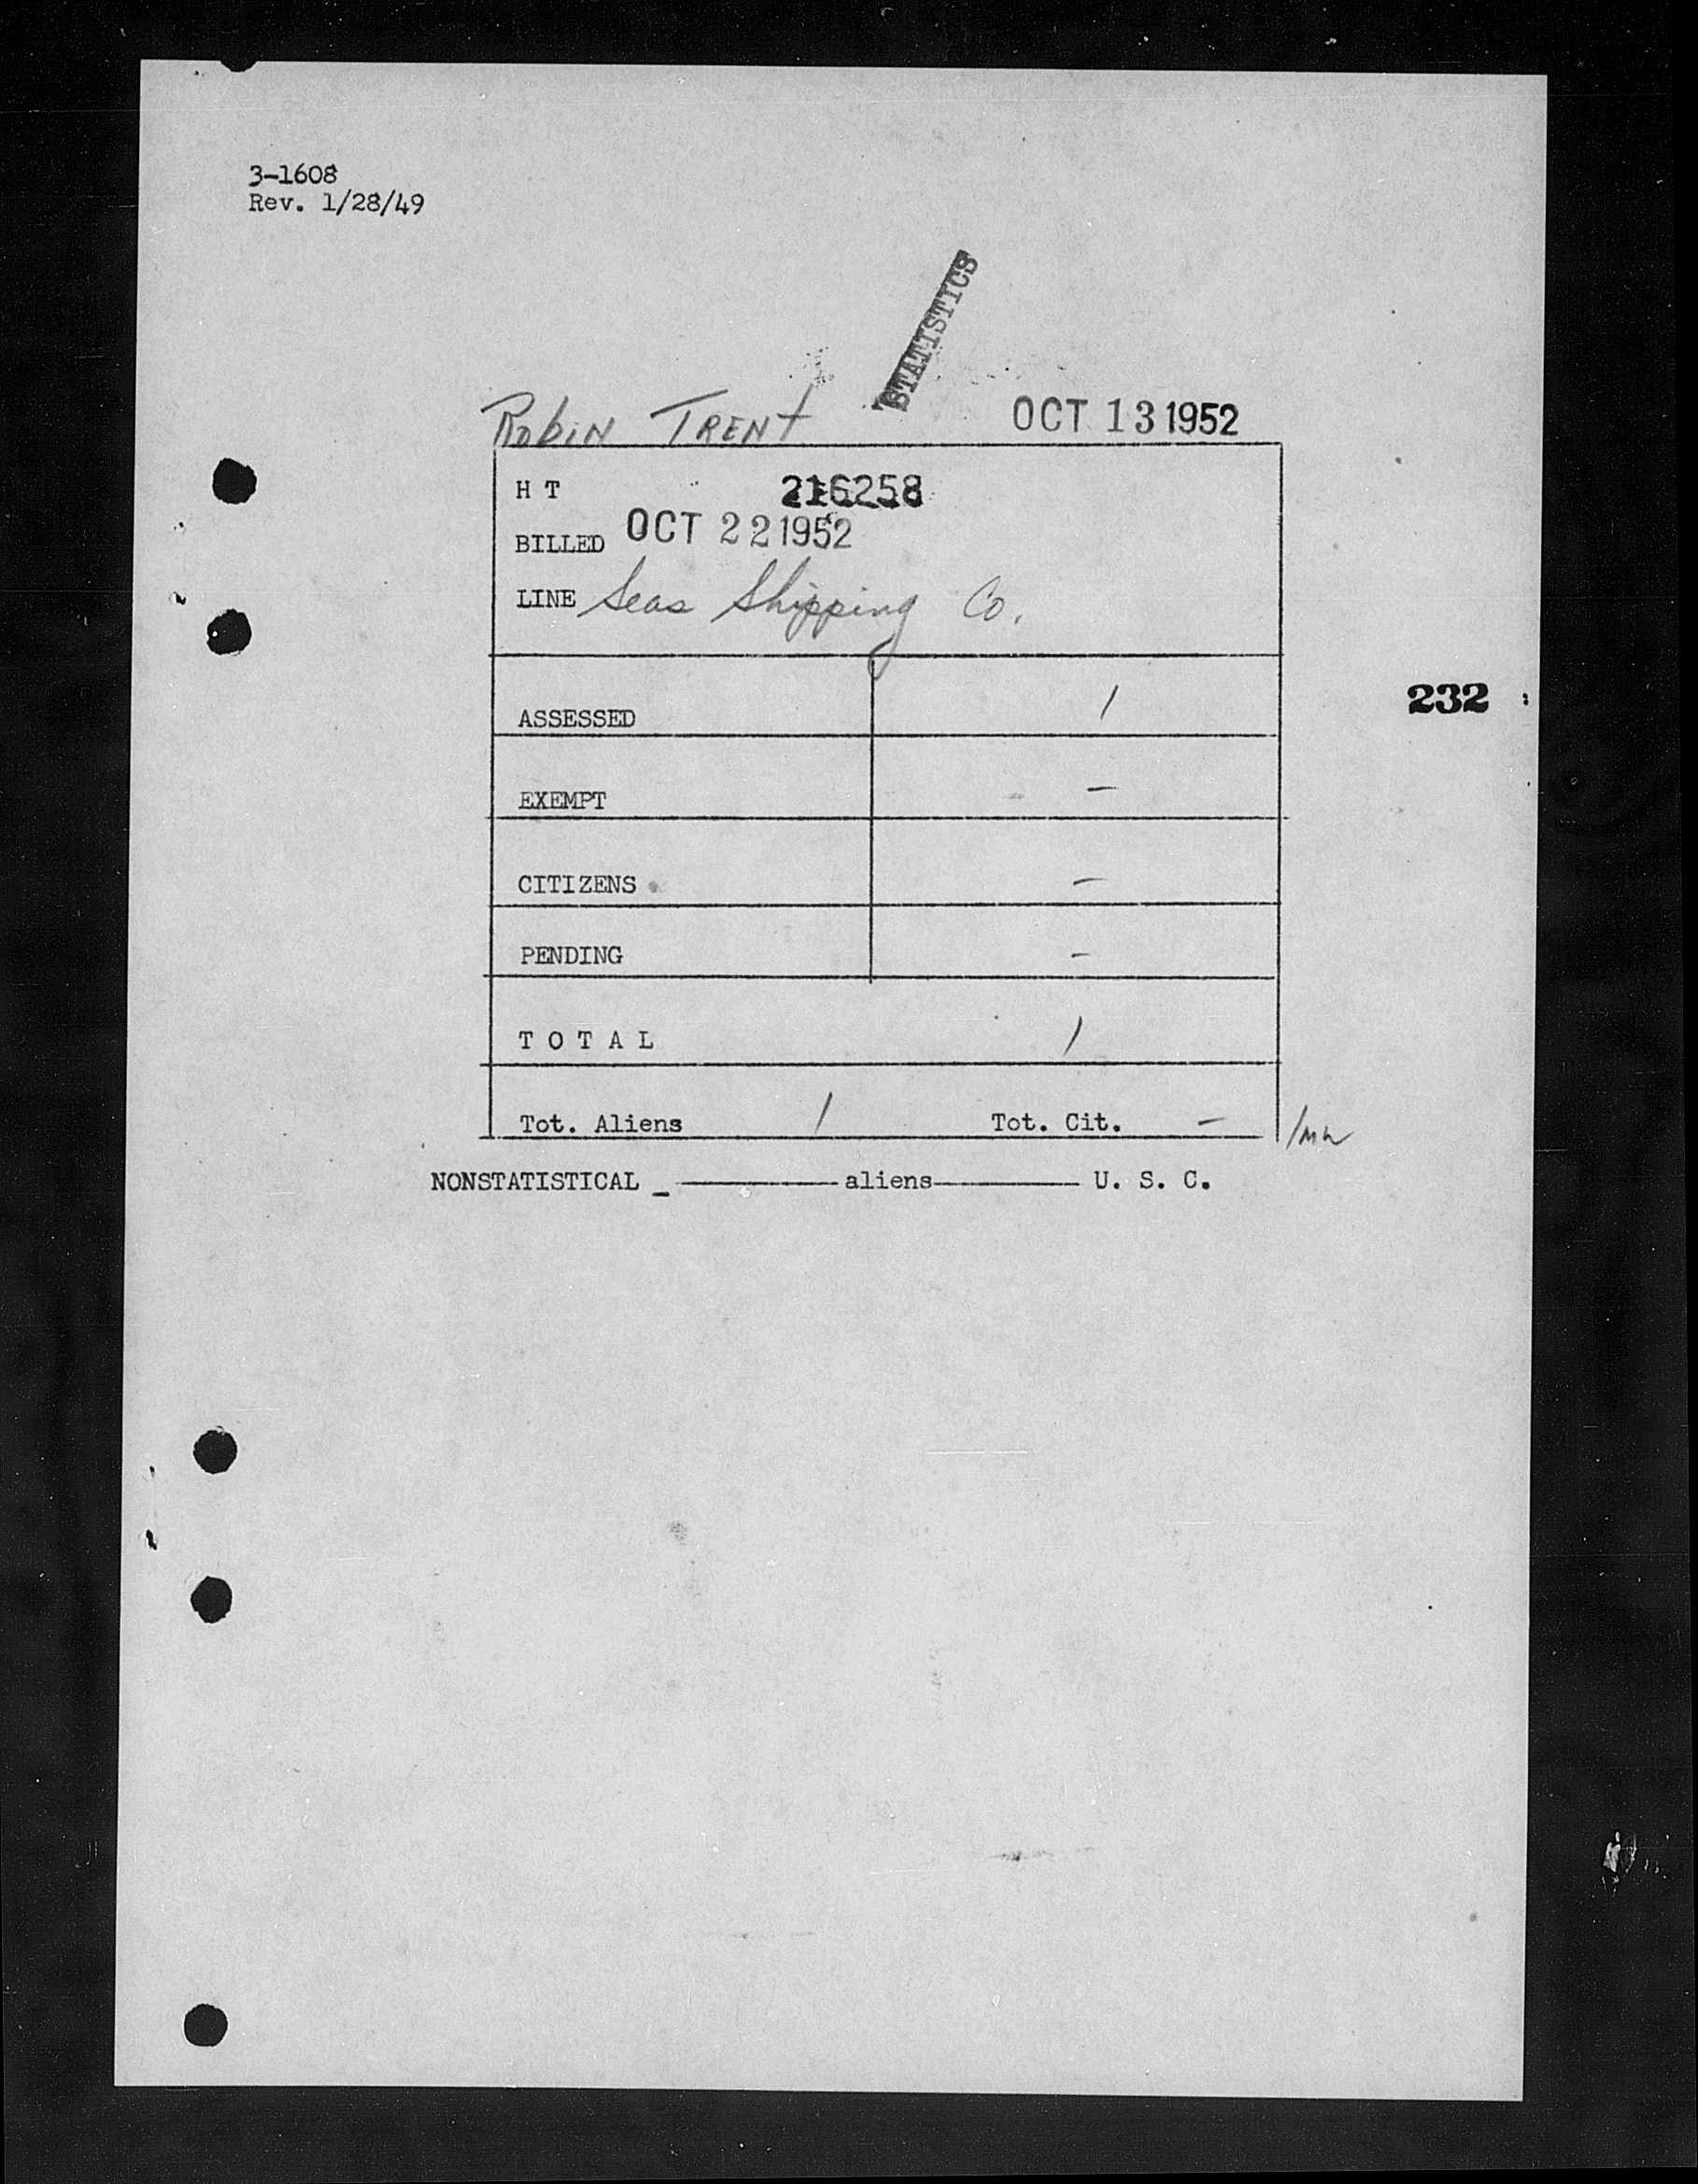 3-1608
Rev. 1/28/49
STATISTICS
Robin TRENT OCT 13 1952
H T 216258
BILLED OCT 22 1952
LINE Seas Shipping Co.
232
ASSESSED 1
EXEMPT -
CITIZENS -
PENDING -
T O T A L 1
Tot. Aliens 1 Tot. Cit. -
NONSTATISTICAL _ ———— aliens ———— U. S. C.